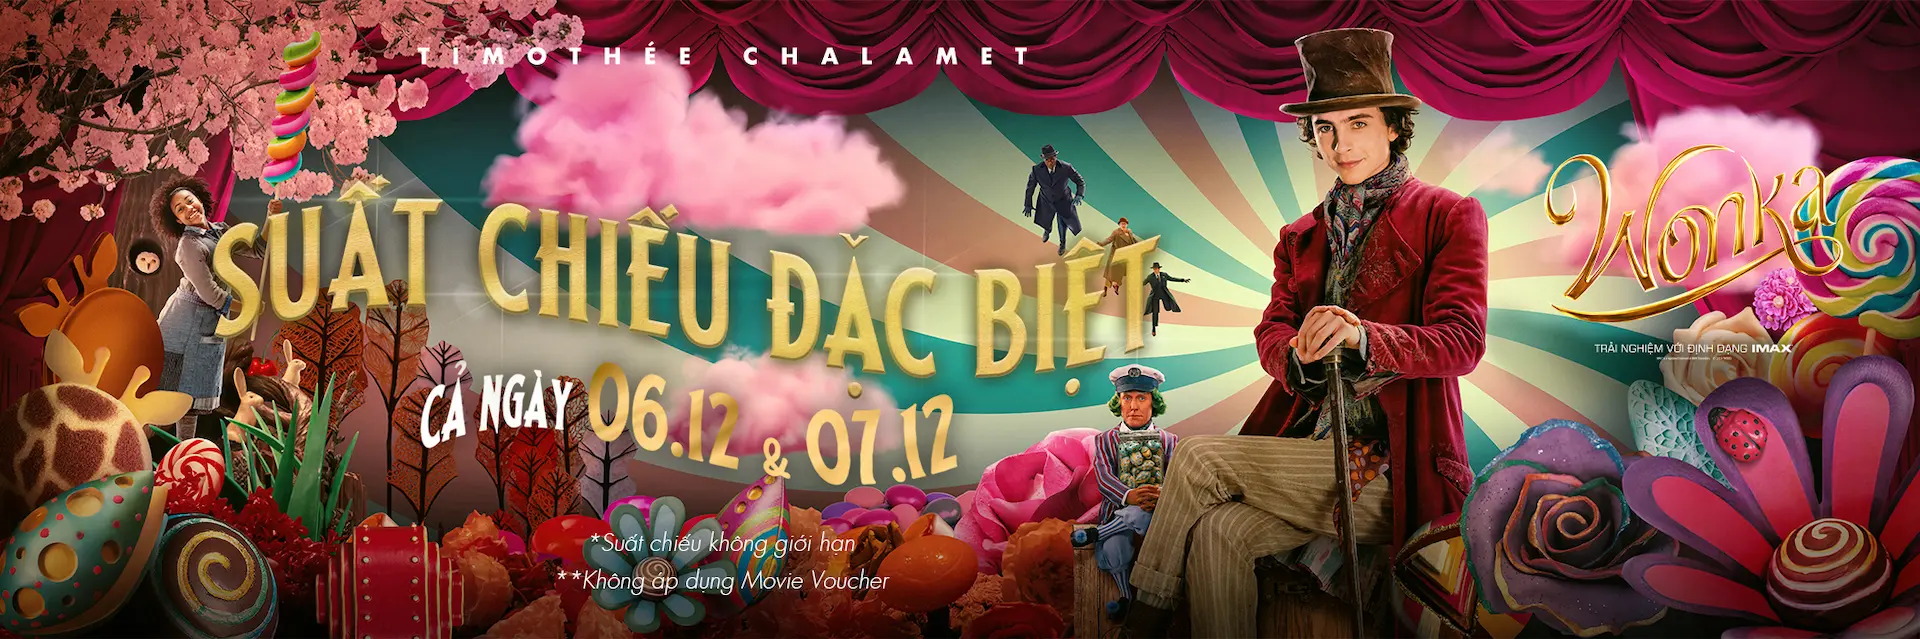 TIMOTHÉE CHALAMET
SUẤT CHIẾU ĐẶC BIỆT
CẢ NGÀY 06.12 & 07.12
*Suất chiếu không giới hạn
**Không áp dụng Movie Voucher
Wonka
TRẢI NGHIỆM VỚI ĐỊNH DẠNG IMAX